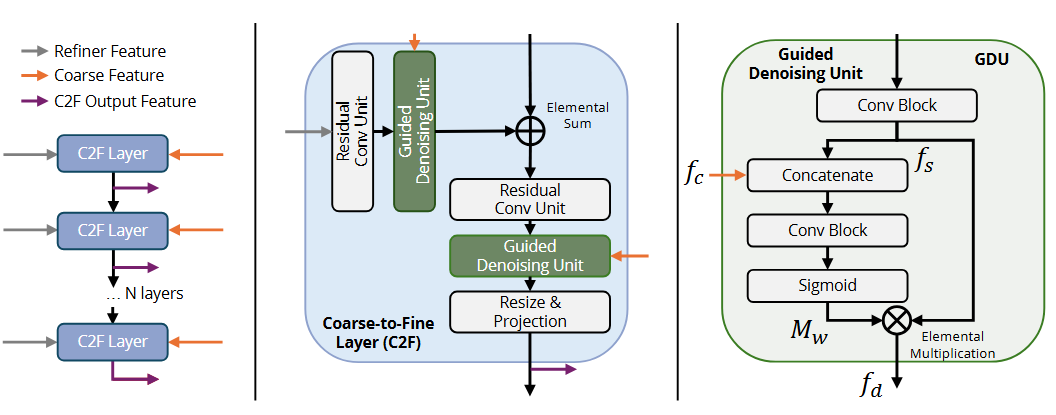 Refiner Feature
Coarse Feature
C2F Output Feature
C2F Layer
C2F Layer
... N layers
C2F Layer
Residual
Conv Unit
Guided
Denoising Unit
Elemental
Sum
Residual
Conv Unit
Guided
Denoising Unit
Resize &
Projection
Coarse-to-Fine
Layer (C2F)
Guided
Denoising Unit
GDU
Conv Block
f_s
f_c
Concatenate
Conv Block
Sigmoid
M_w
Elemental
Multiplication
f_d